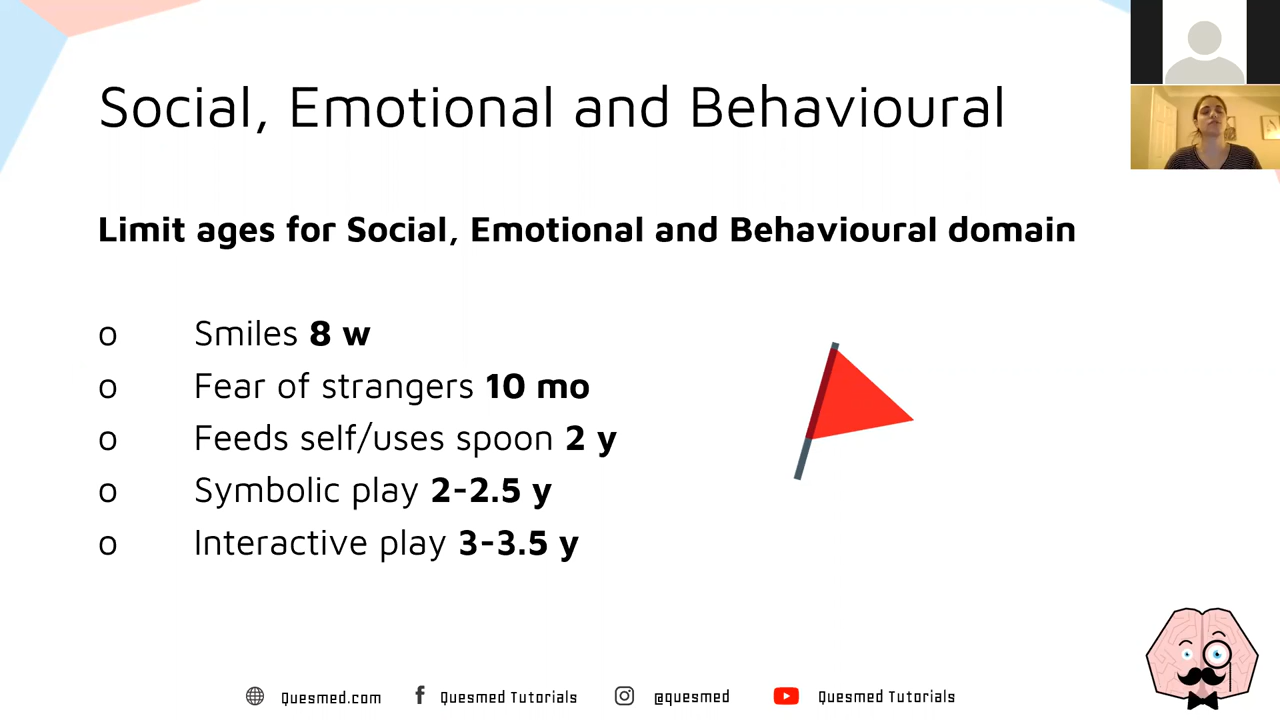 Social, Emotional and Behavioural
Limit ages for Social, Emotional and Behavioural domain
o Smiles 8 w
o Fear of strangers 10 mo
o Feeds self/uses spoon 2 y
o Symbolic play 2-2.5 y
o Interactive play 3-3.5 y
Quesmed.com Quesmed Tutorials @quesmed Quesmed Tutorials